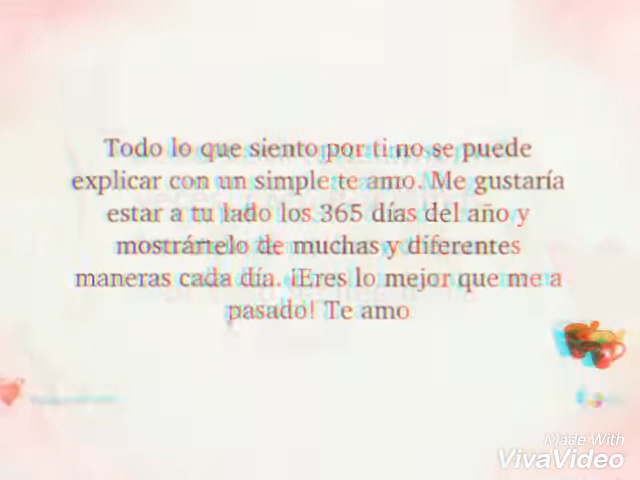 Todo lo que siento por ti no se puede
explicar con un simple te amo. Me gustaría
estar a tu lado los 365 días del año y
mostrártelo de muchas y diferentes
maneras cada día. ¡Eres lo mejor que me a
pasado! Te amo
Made With
VivaVideo